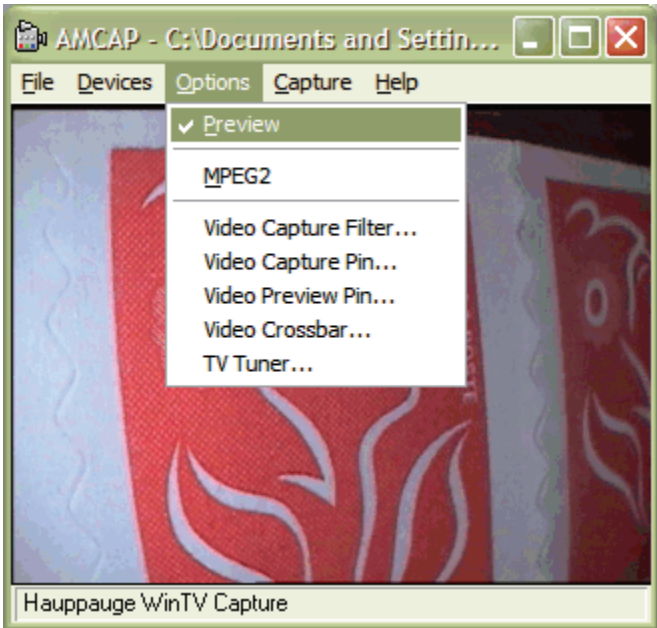 AMCAP - C:\Documents and Settin...
File Devices Options Capture Help
Preview
MPEG2
Video Capture Filter...
Video Capture Pin...
Video Preview Pin...
Video Crossbar...
TV Tuner...
Hauppauge WinTV Capture